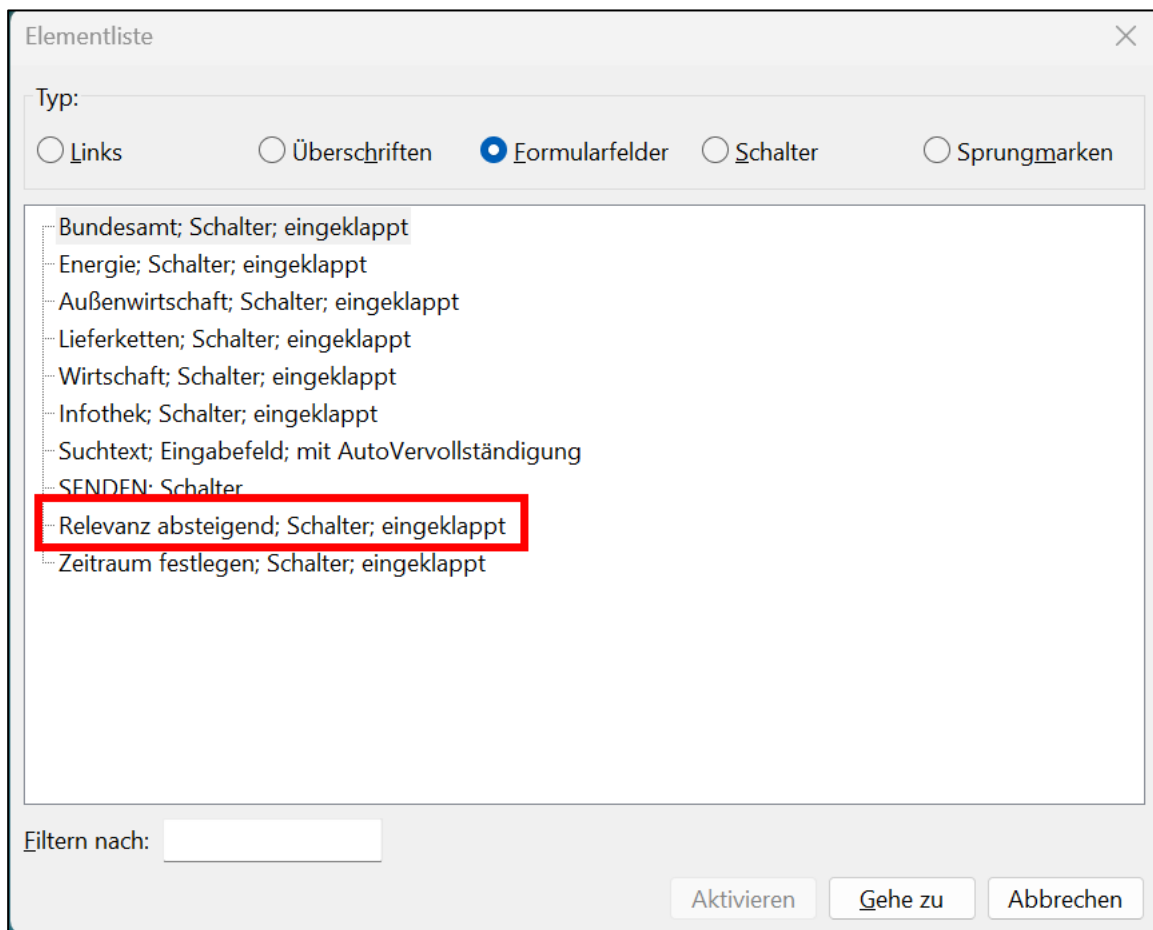 Elementliste
Typ:
Links Überschriften Formularfelder Schalter Sprungmarken
Bundesamt; Schalter; eingeklappt
Energie; Schalter; eingeklappt
Außenwirtschaft; Schalter; eingeklappt
Lieferketten; Schalter; eingeklappt
Wirtschaft; Schalter; eingeklappt
Infothek; Schalter; eingeklappt
Suchtext; Eingabefeld; mit AutoVervollständigung
SENDEN; Schalter
Relevanz absteigend; Schalter; eingeklappt
Zeitraum festlegen; Schalter; eingeklappt
Filtern nach:
Aktivieren Gehe zu Abbrechen